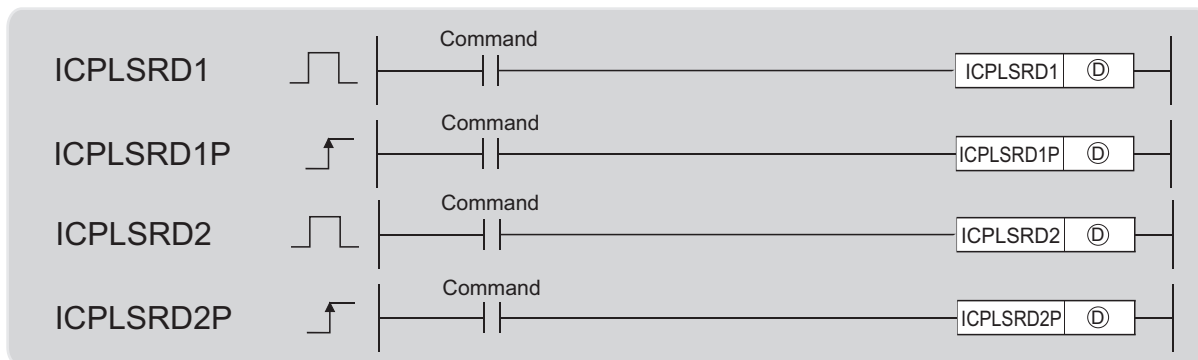 Command
ICPLSRD1 ICPLSRD1 Ⓓ
Command
ICPLSRD1P ICPLSRD1P Ⓓ
Command
ICPLSRD2 ICPLSRD2 Ⓓ
Command
ICPLSRD2P ICPLSRD2P Ⓓ